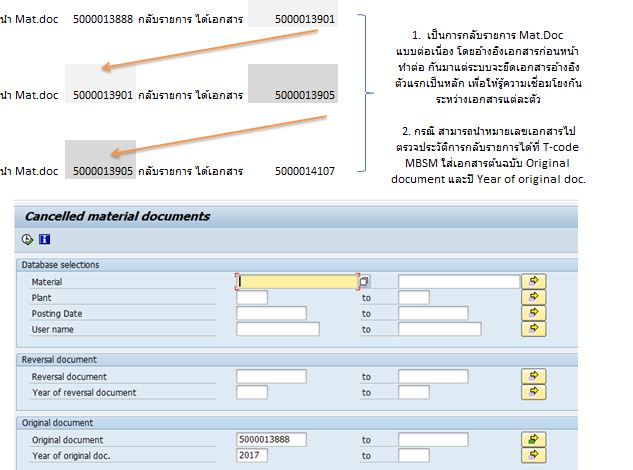 นำ Mat.doc 5000013888 กลับรายการ ได้เอกสาร 5000013901
นำ Mat.doc 5000013901 กลับรายการ ได้เอกสาร 5000013905
นำ Mat.doc 5000013905 กลับรายการ ได้เอกสาร 5000014107
1. เป็นการกลับรายการ Mat.Doc
แบบต่อเนื่อง โดยอ้างอิงเอกสารก่อนหน้า
ทำต่อ กันมาแต่ระบบจะยึดเอกสารอ้างอิง
ตัวแรกเป็นหลัก เพื่อให้รู้ความเชื่อมโยงกัน
ระหว่างเอกสารแต่ละตัว
2. กรณี สามารถนำหมายเลขเอกสารไป
ตรวจประวัติการกลับรายการได้ที่ T-code
MBSM ใส่เอกสารต้นฉบับ Original
document และปี Year of original doc.
Cancelled material documents
Database selections
Material to
Plant to
Posting Date to
User name to
Reversal document
Reversal document to
Year of reversal document to
Original document
Original document 5000013888 to
Year of original doc. 2017 to